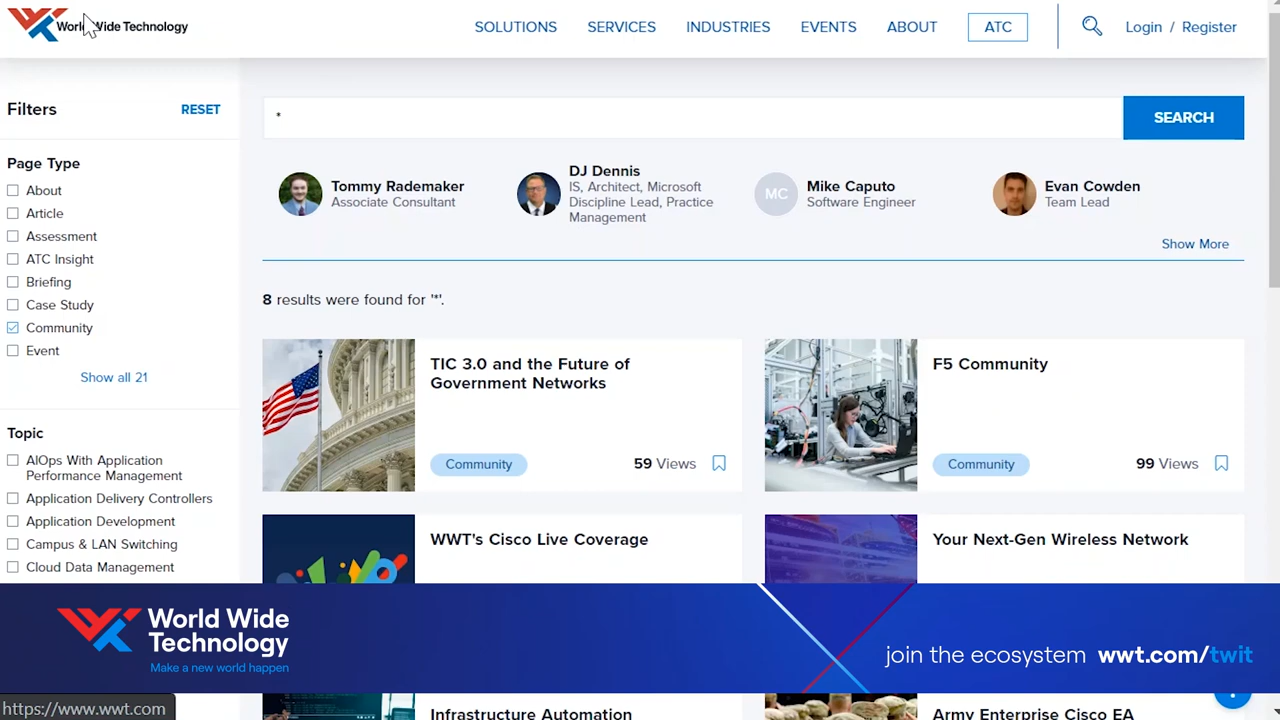 World Wide Technology
SOLUTIONS
SERVICES
INDUSTRIES
EVENTS
ABOUT
ATC
Login / Register
Filters
RESET
Page Type
About
Article
Assessment
ATC Insight
Briefing
Case Study
Community
Event
Show all 21
Topic
AIOps With Application
Performance Management
Application Delivery Controllers
Application Development
Campus & LAN Switching
Cloud Data Management
*
SEARCH
Tommy Rademaker
Associate Consultant
DJ Dennis
IS, Architect, Microsoft
Discipline Lead, Practice
Management
MC
Mike Caputo
Software Engineer
Evan Cowden
Team Lead
Show More
8 results were found for '*'.
TIC 3.0 and the Future of
Government Networks
Community
59 Views
F5 Community
Community
99 Views
WWT's Cisco Live Coverage
Your Next-Gen Wireless Network
World Wide
Technology
Make a new world happen
join the ecosystem wwt.com/twit
Infrastructure Automation
Army Enterprise Cisco EA
https://www.wwt.com